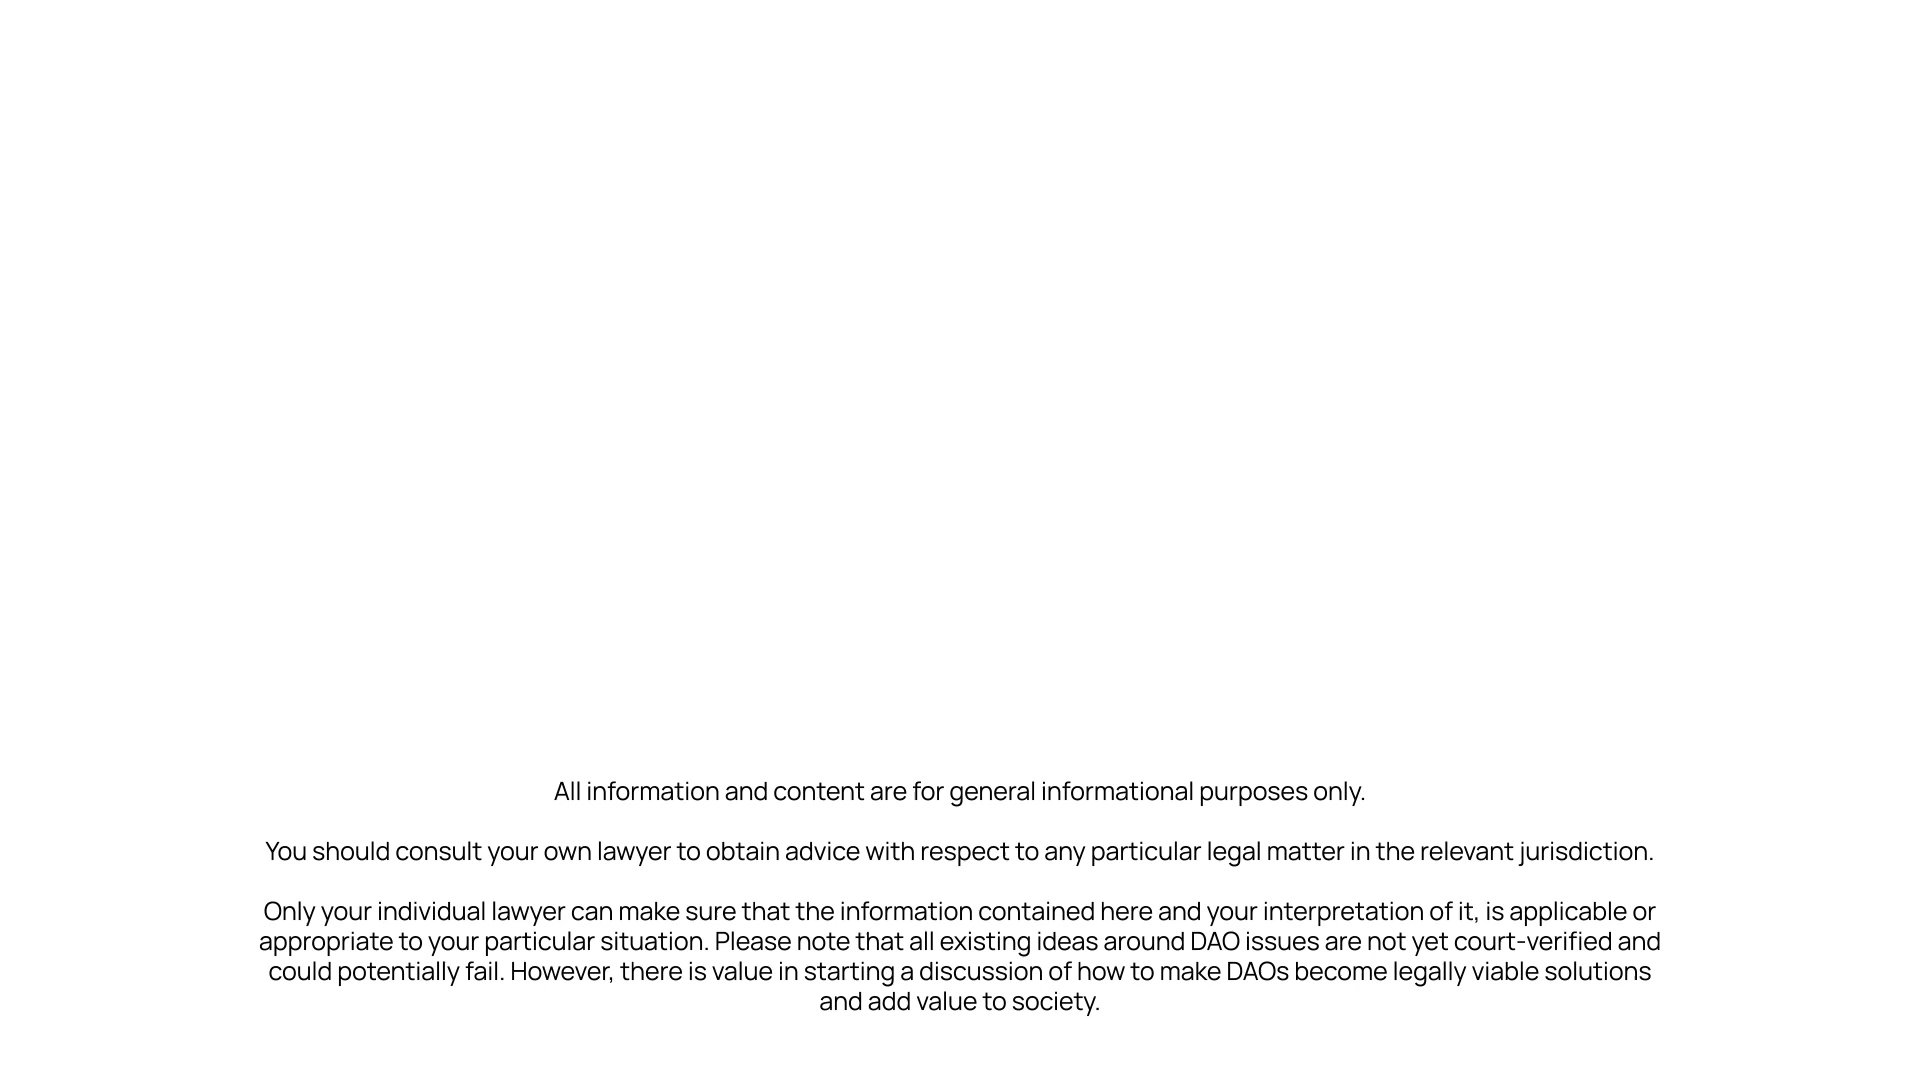 All information and content are for general informational purposes only.
You should consult your own lawyer to obtain advice with respect to any particular legal matter in the relevant jurisdiction.
Only your individual lawyer can make sure that the information contained here and your interpretation of it, is applicable or
appropriate to your particular situation. Please note that all existing ideas around DAO issues are not yet court-verified and
could potentially fail. However, there is value in starting a discussion of how to make DAOs become legally viable solutions
and add value to society.